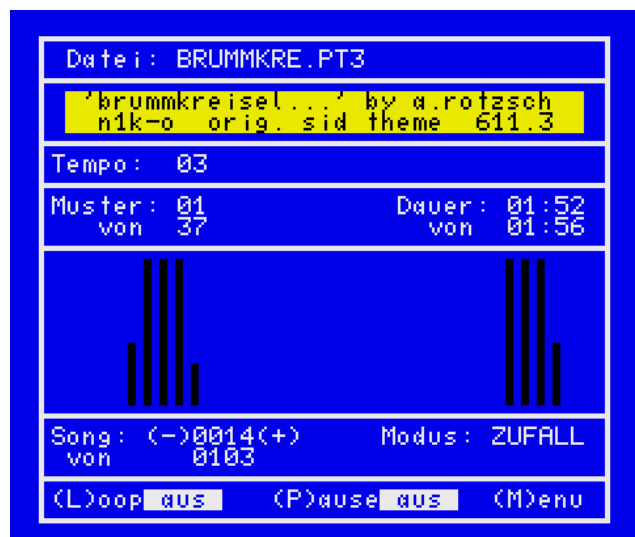 Datei: BRUMMKRE.PT3
'brummkreisel...' by a.rotzsch
n1k-o orig. sid theme 611.3
Tempo: 03
Muster: 01 Dauer: 01:52
von 37 von 01:56
Song: (-)0014(+) Modus: ZUFALL
von 0103
(L)oop aus (P)ause aus (M)enu